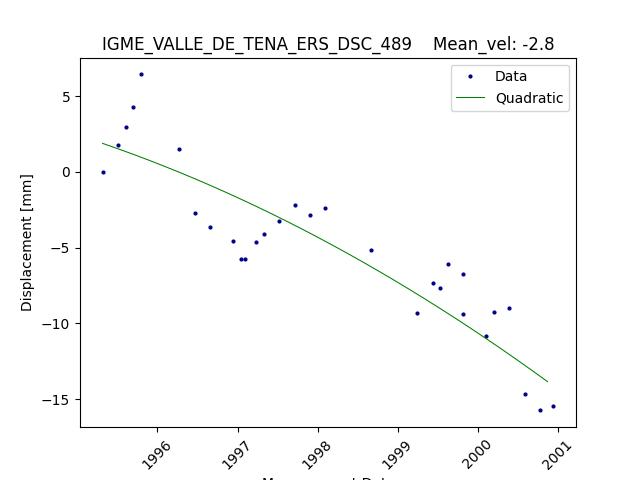 IGME_VALLE_DE_TENA_ERS_DSC_489    Mean_vel: -2.8
Data
Quadratic
5
0
−5
−10
−15
Displacement [mm]
1996
1997
1998
1999
2000
2001